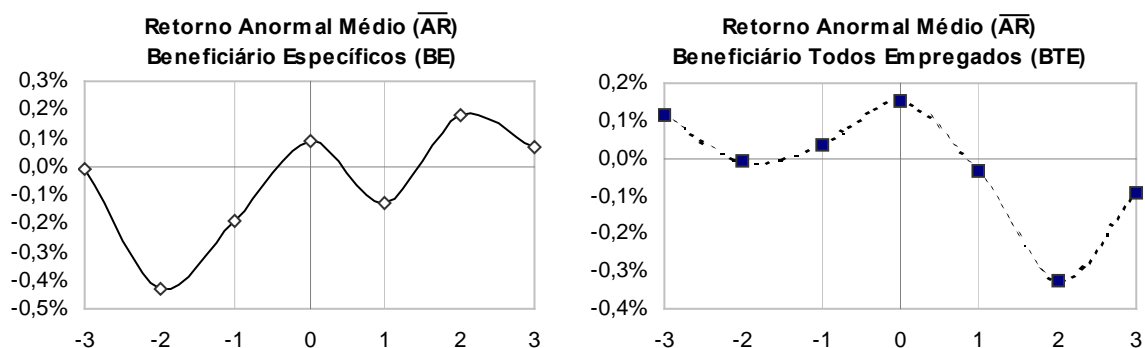 Retorno Anormal Médio (AR)
Beneficiário Específicos (BE)
0,3%
0,2%
0,1%
0,0%
-0,1%
-0,2%
-0,3%
-0,4%
-0,5%
-3 -2 -1 0 1 2 3
Retorno Anormal Médio (AR)
Beneficiário Todos Empregados (BTE)
0,2%
0,1%
0,0%
-0,1%
-0,2%
-0,3%
-0,4%
-3 -2 -1 0 1 2 3